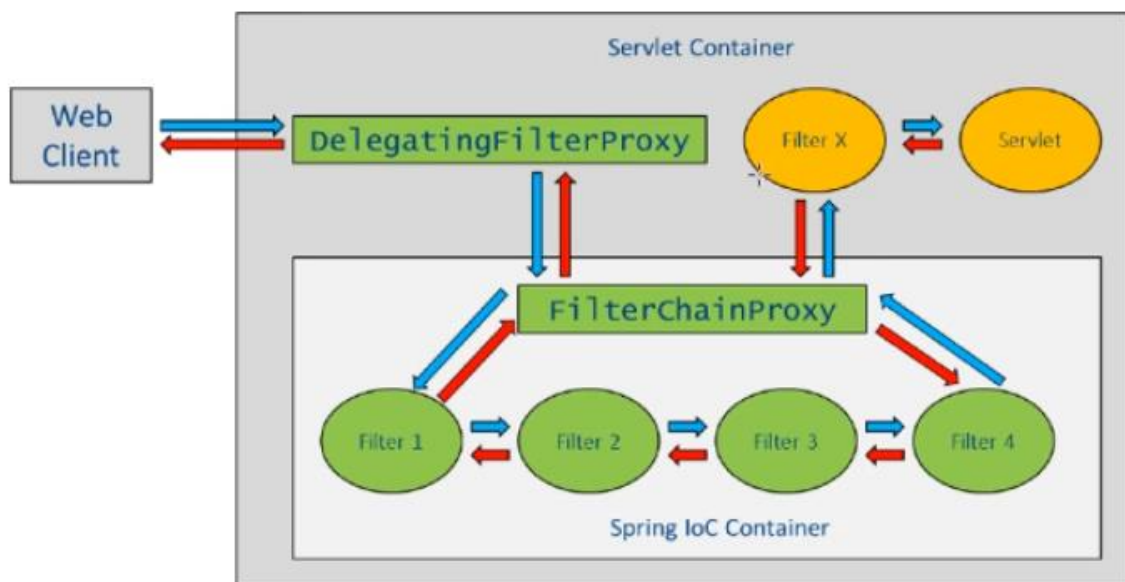 Servlet Container
Web
Client
DelegatingFilterProxy
Filter X
Servlet
FilterChainProxy
Filter 1
Filter 2
Filter 3
Filter 4
Spring IoC Container